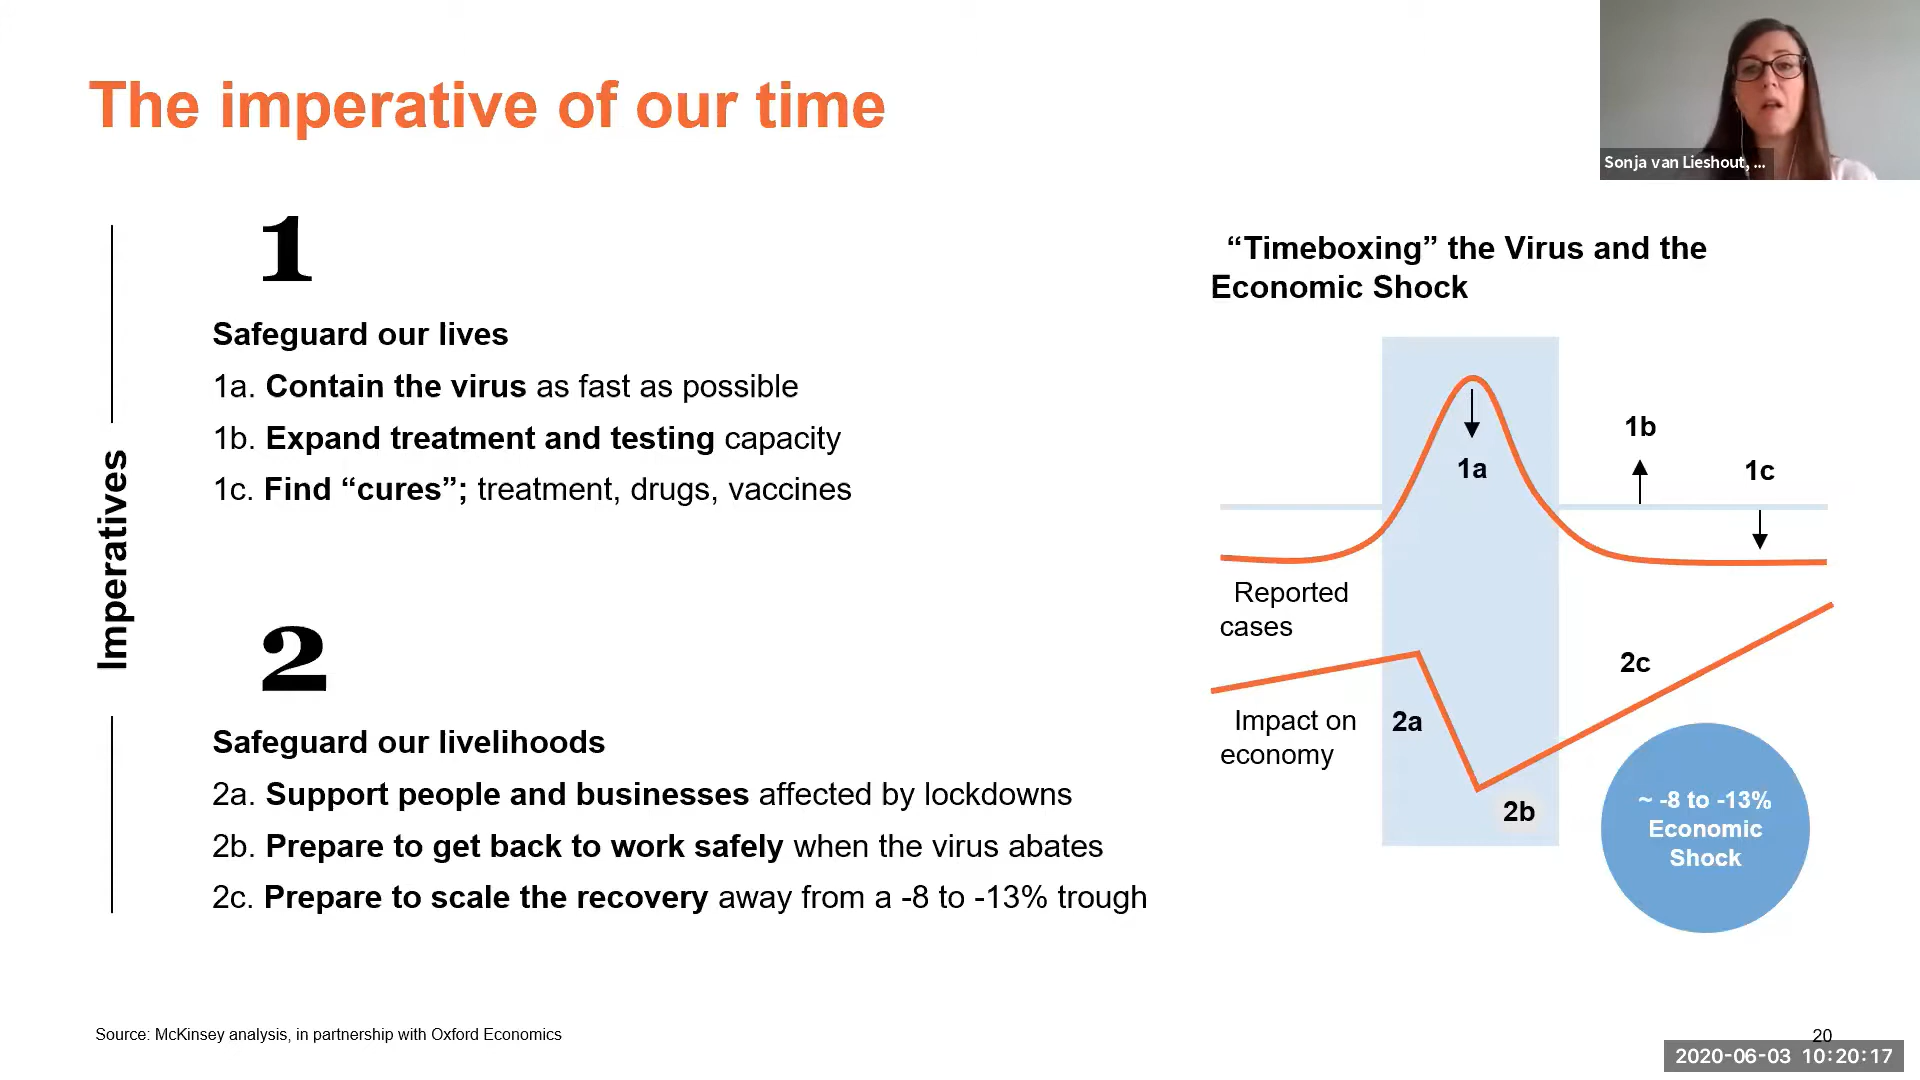 The imperative of our time
Sonja van Lieshout, ...
Imperatives
1
Safeguard our lives
1a. Contain the virus as fast as possible
1b. Expand treatment and testing capacity
1c. Find “cures”; treatment, drugs, vaccines
2
Safeguard our livelihoods
2a. Support people and businesses affected by lockdowns
2b. Prepare to get back to work safely when the virus abates
2c. Prepare to scale the recovery away from a -8 to -13% trough
“Timeboxing” the Virus and the
Economic Shock
1a
1b
1c
Reported
cases
Impact on
economy
2a
2b
2c
~ -8 to -13%
Economic
Shock
Source: McKinsey analysis, in partnership with Oxford Economics
20
2020-06-03 10:20:17